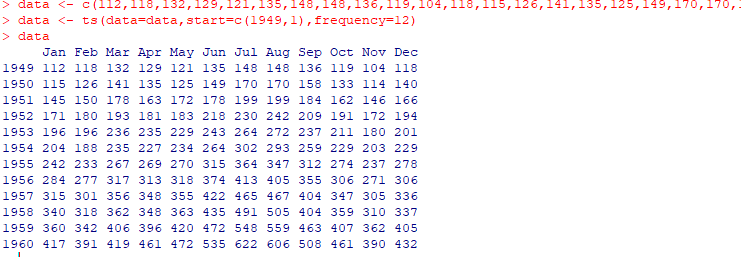 > data <- c(112,118,132,129,121,135,148,148,136,119,104,118,115,126,141,135,125,149,170,170,1
> data <- ts(data=data,start=c(1949,1),frequency=12)
> data
Jan Feb Mar Apr May Jun Jul Aug Sep Oct Nov Dec
1949 112 118 132 129 121 135 148 148 136 119 104 118
1950 115 126 141 135 125 149 170 170 158 133 114 140
1951 145 150 178 163 172 178 199 199 184 162 146 166
1952 171 180 193 181 183 218 230 242 209 191 172 194
1953 196 196 236 235 229 243 264 272 237 211 180 201
1954 204 188 235 227 234 264 302 293 259 229 203 229
1955 242 233 267 269 270 315 364 347 312 274 237 278
1956 284 277 317 313 318 374 413 405 355 306 271 306
1957 315 301 356 348 355 422 465 467 404 347 305 336
1958 340 318 362 348 363 435 491 505 404 359 310 337
1959 360 342 406 396 420 472 548 559 463 407 362 405
1960 417 391 419 461 472 535 622 606 508 461 390 432